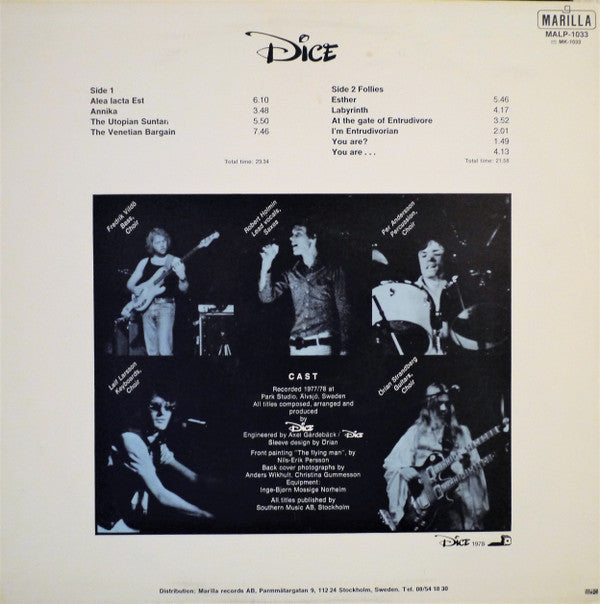 MARILLA
MALP-1033
MK-1033
Dice
Side 1
Alea Iacta Est 6.10
Annika 3.48
The Utopian Suntan 5.50
The Venetian Bargain 7.46
Total time: 23:34
Side 2 Follies
Esther 5.46
Labyrinth 4.17
At the gate of Entrudivore 3.52
I'm Entrudivorian 2.01
You are? 1.49
You are . . . 4.13
Total time: 21:58
Fredrik Vildö
Bass,
Choir
Robert Holmin
Lead vocals,
Saxes
Per Andersson
Percussion,
Choir
Leif Larsson
Keyboards,
Choir
Örjan Strandberg
Guitars,
Choir
CAST
Recorded 1977/78 at
Park Studio, Älvsjö, Sweden
All titles composed, arranged and
produced
by
Dice
Engineered by Axel Gårdebäck / Dice
Sleeve design by Örjan
Front painting "The flying man", by
Nils-Erik Persson
Back cover photographs by
Anders Wikhult, Christina Gummesson
Equipment:
Inge-Bjørn Mossige Norheim
All titles published by
Southern Music AB, Stockholm
Dice 1978
Distribution: Marilla records AB, Parmmätargatan 9, 112 24 Stockholm, Sweden. Tel. 08/54 18 30